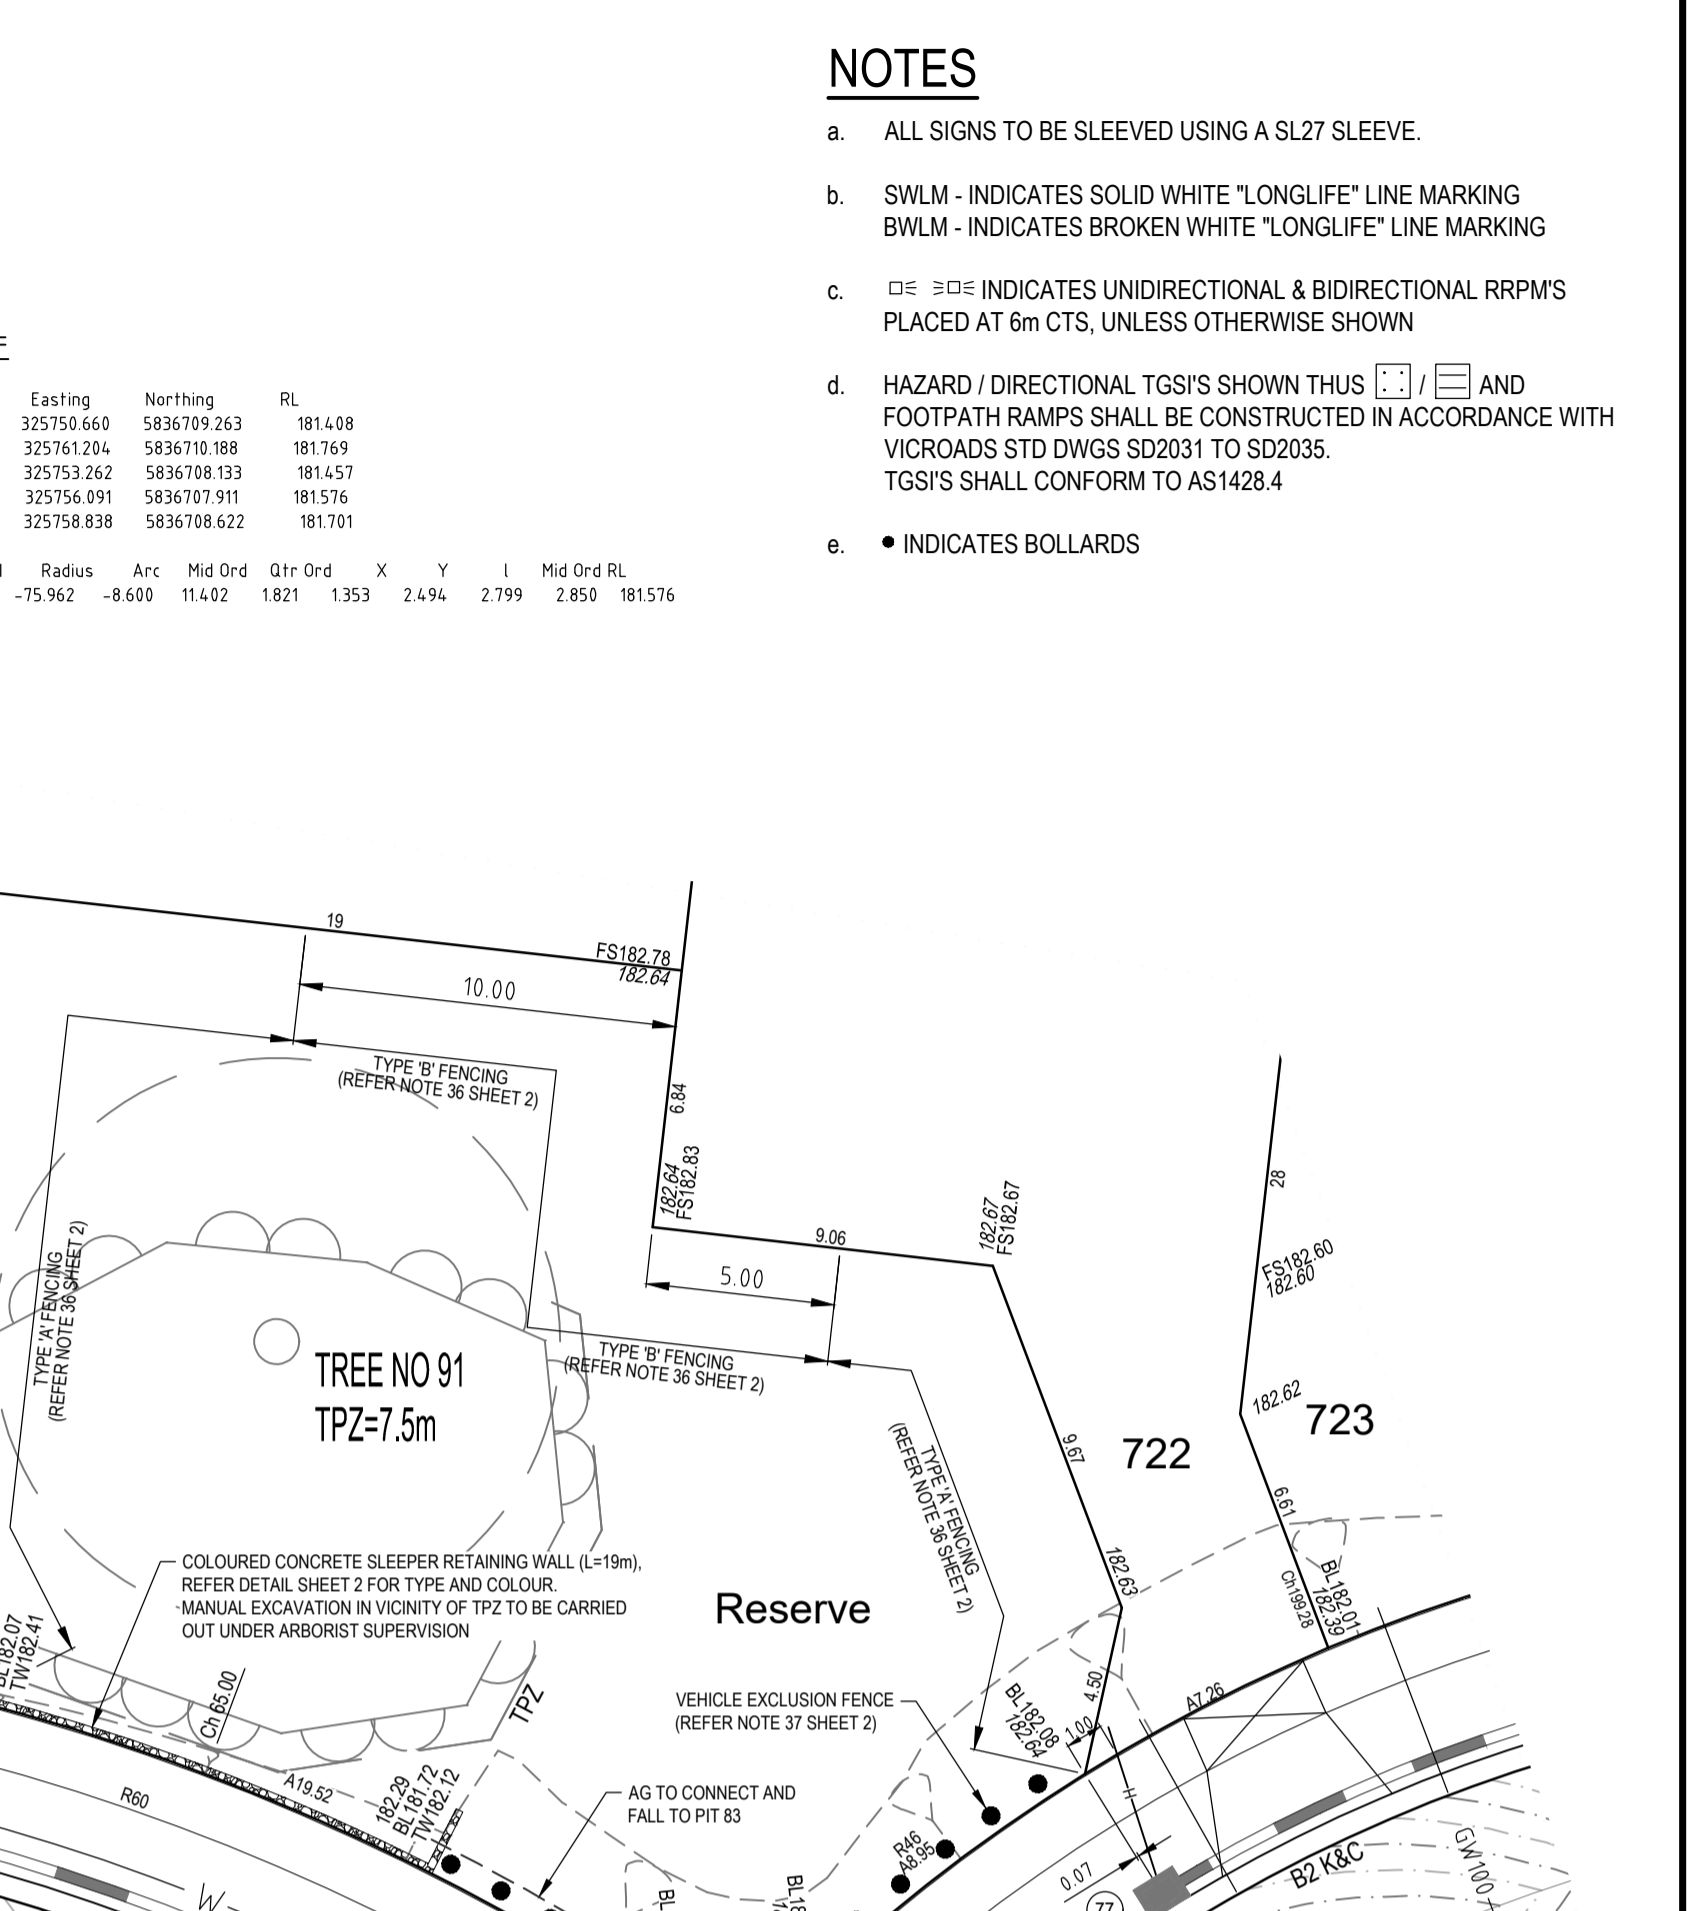 NOTES
a. ALL SIGNS TO BE SLEEVED USING A SL27 SLEEVE.
b. SWLM - INDICATES SOLID WHITE "LONGLIFE" LINE MARKING
BWLM - INDICATES BROKEN WHITE "LONGLIFE" LINE MARKING
c. INDICATES UNIDIRECTIONAL & BIDIRECTIONAL RRPM'S
PLACED AT 6m CTS, UNLESS OTHERWISE SHOWN
d. HAZARD / DIRECTIONAL TGSI'S SHOWN THUS / AND
FOOTPATH RAMPS SHALL BE CONSTRUCTED IN ACCORDANCE WITH
VICROADS STD DWGS SD2031 TO SD2035.
TGSI'S SHALL CONFORM TO AS1428.4
e. INDICATES BOLLARDS
Easting Northing RL
325750.660 5836709.263 181.408
325761.204 5836710.188 181.769
325753.262 5836708.133 181.457
325756.091 5836707.911 181.576
325758.838 5836708.622 181.701
Radius Arc Mid Ord Qtr Ord X Y l Mid Ord RL
-75.962 -8.600 11.402 1.821 1.353 2.494 2.799 2.850 181.576
19
FS182.78
182.64
10.00
TYPE 'B' FENCING
(REFER NOTE 36 SHEET 2)
6.84
182.64
FS182.83
9.06
182.67
FS182.67
5.00
28
FS182.60
182.60
TYPE 'A' FENCING
(REFER NOTE 36 SHEET 2)
TREE NO 91
TPZ=7.5m
TYPE 'B' FENCING
(REFER NOTE 36 SHEET 2)
182.62
723
722
9.67
TYPE 'A' FENCING
(REFER NOTE 36 SHEET 2)
6.61
COLOURED CONCRETE SLEEPER RETAINING WALL (L=19m),
REFER DETAIL SHEET 2 FOR TYPE AND COLOUR.
MANUAL EXCAVATION IN VICINITY OF TPZ TO BE CARRIED
OUT UNDER ARBORIST SUPERVISION
Reserve
182.63
Ch199.28
BL182.01
182.39
BL182.07
TW182.41
Ch 65.00
TPZ
VEHICLE EXCLUSION FENCE
(REFER NOTE 37 SHEET 2)
BL182.08
182.64
1.00
4.50
A7.26
R60
A19.52
182.29
BL181.72
TW182.12
AG TO CONNECT AND
FALL TO PIT 83
R46
A8.95
H
0.07
77
B2 K&C
GW100
W
BL
BL18